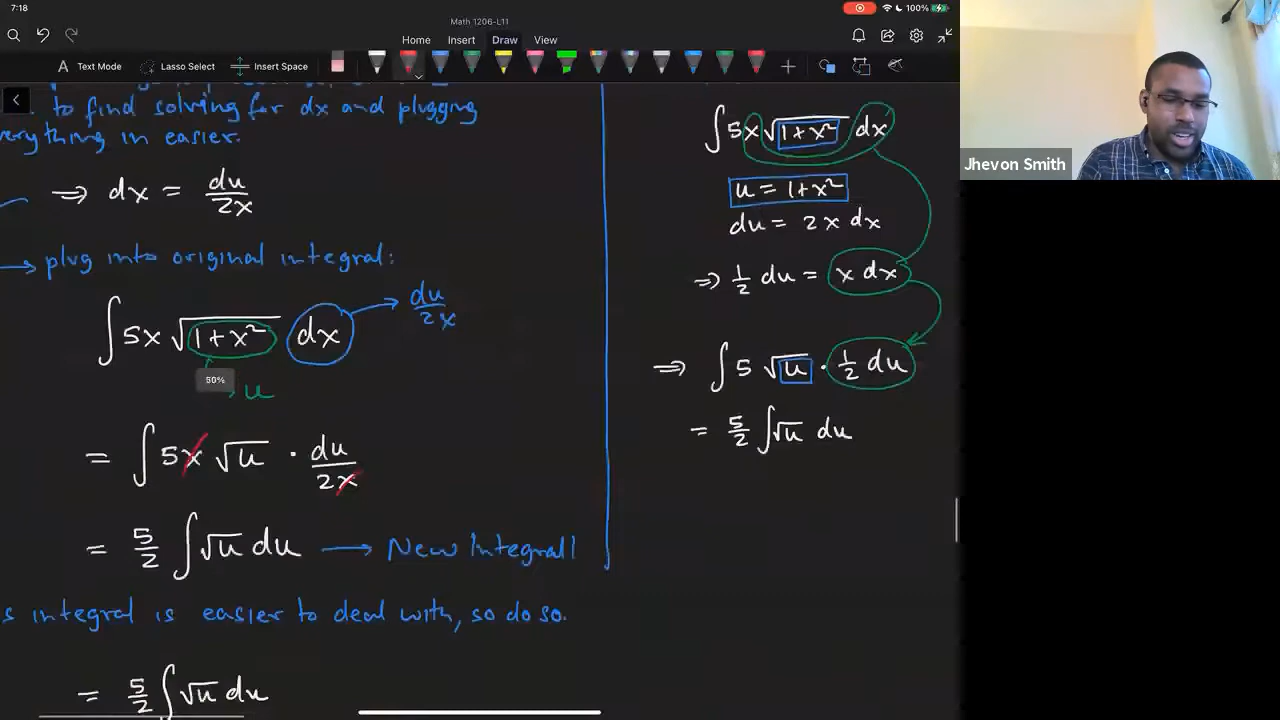 7:18
100%
Math 1206-L11
Home Insert Draw View
Text Mode Lasso Select Insert Space
to find solving for dx and plugging
erything in easier.
⇒ dx = du/2x
→ plug into original integral:
∫ 5x √(1+x²) dx → du/2x
50%
u
= ∫ 5x √u · du/2x
= 5/2 ∫ √u du → New Integral!
s integral is easier to deal with, so do so.
= 5/2 ∫ √u du
∫ 5x √(1+x²) dx
u = 1+x²
du = 2x dx
⇒ 1/2 du = x dx
⇒ ∫ 5 √u · 1/2 du
= 5/2 ∫ √u du
Jhevon Smith